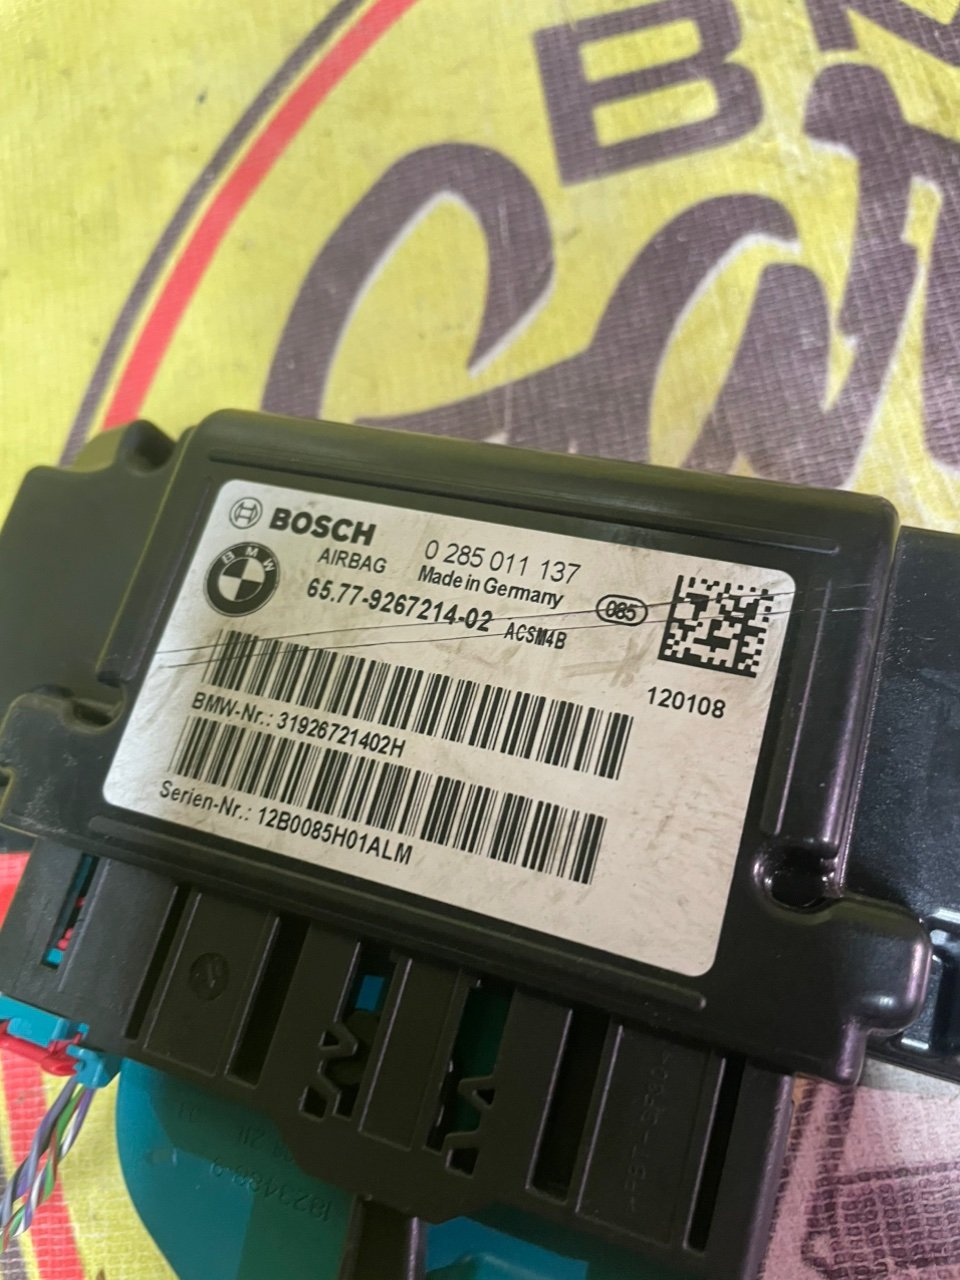 BOSCH
0 285 011 137
AIRBAG
Made in Germany
BMW
65.77-9267214-02
ACSM4B
085
120108
BMW-Nr.: 31926721402H
Serien-Nr.: 12B0085H01ALM